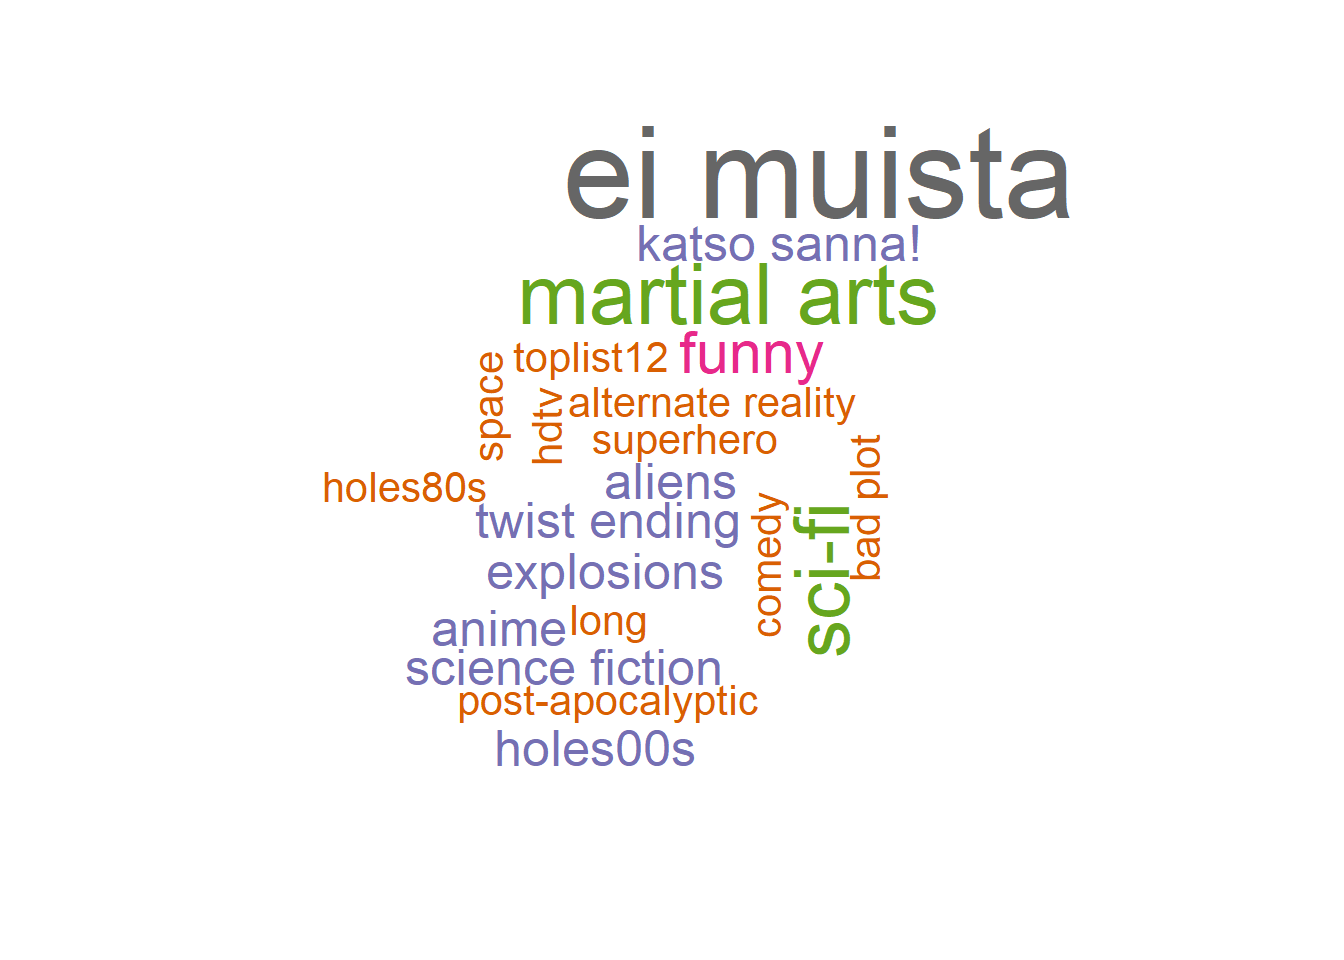 ei muista
katso sanna!
martial arts
toplist12
funny
space
hdtv
alternate reality
superhero
holes80s
aliens
bad plot
twist ending
comedy
sci-fi
explosions
anime
long
science fiction
post-apocalyptic
holes00s